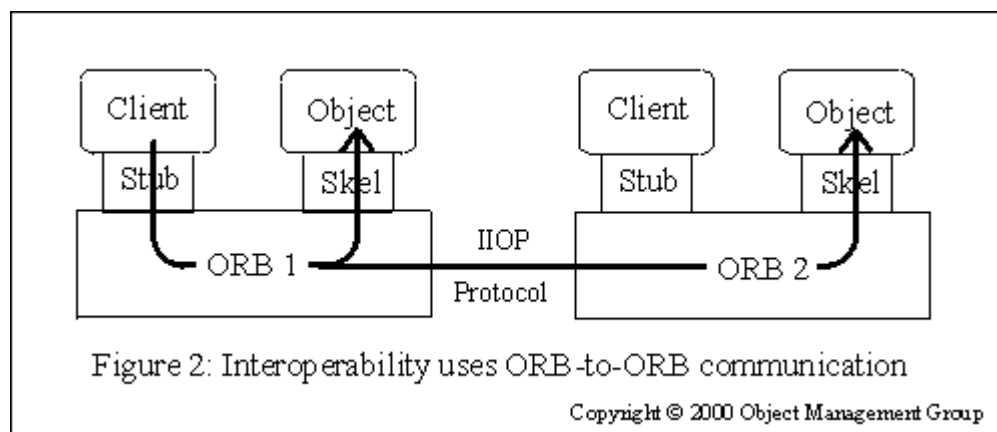 Client
Object
Client
Object
Stub
Skel
Stub
Skel
ORB 1
IIOP
Protocol
ORB 2
Figure 2: Interoperability uses ORB-to-ORB communication
Copyright © 2000 Object Management Group